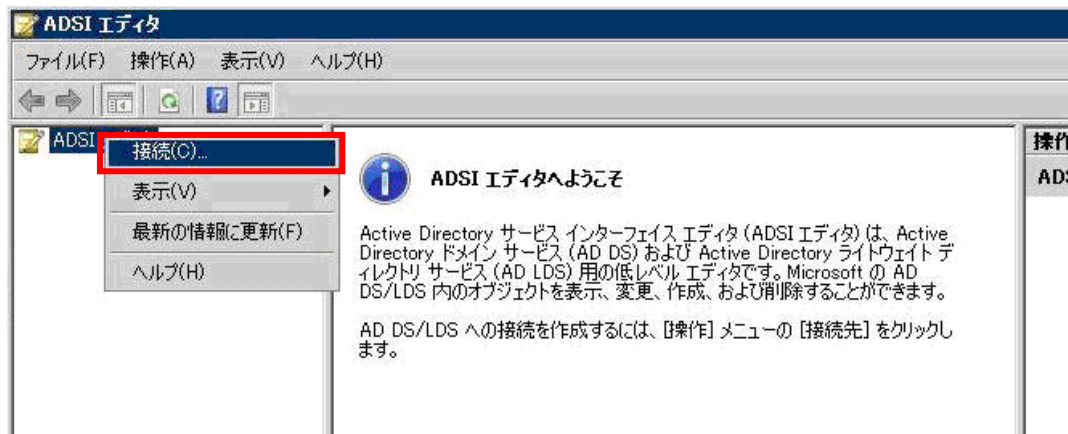 ADSI エディタ
ファイル(F) 操作(A) 表示(V) ヘルプ(H)
ADSI
接続(C)...
表示(V)
最新の情報に更新(F)
ヘルプ(H)
ADSI エディタへようこそ
Active Directory サービス インターフェイス エディタ (ADSI エディタ) は、Active
Directory ドメイン サービス (AD DS) および Active Directory ライトウェイト デ
ィレクトリ サービス (AD LDS) 用の低レベル エディタです。Microsoft の AD
DS/LDS 内のオブジェクトを表示、変更、作成、および削除することができます。
AD DS/LDS への接続を作成するには、[操作] メニューの [接続先] をクリックし
ます。
操作
ADS